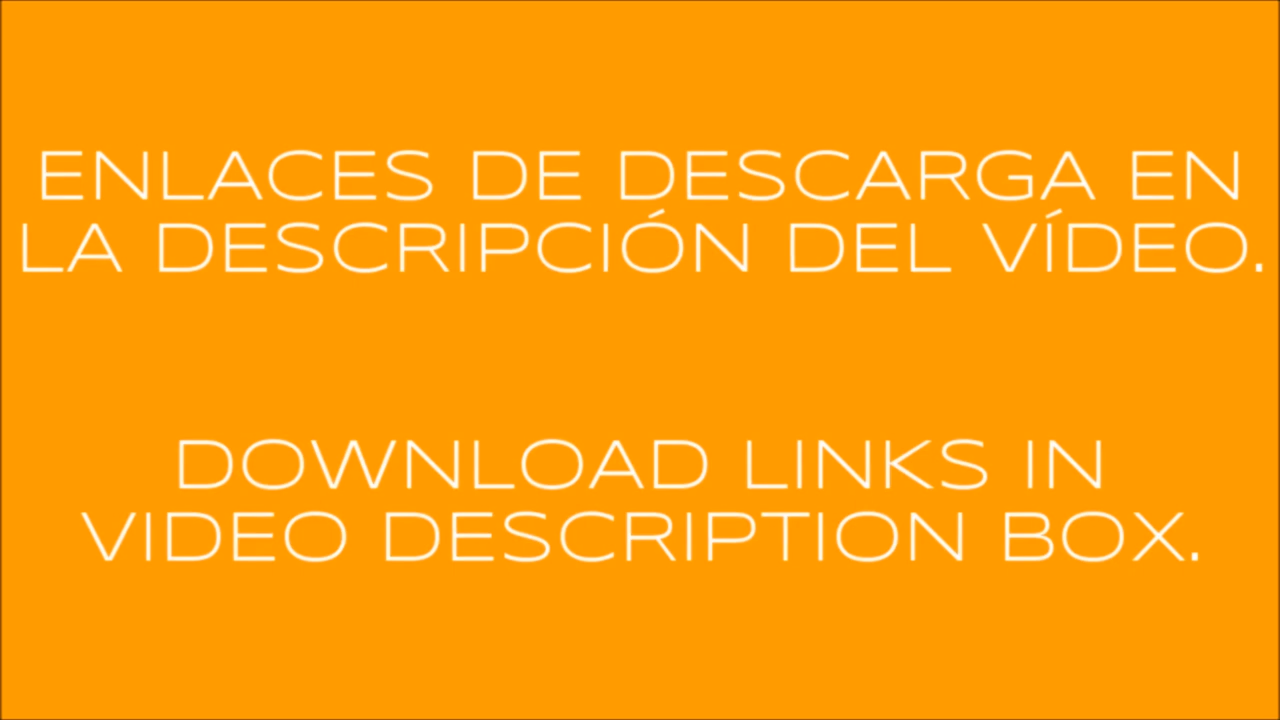 ENLACES DE DESCARGA EN
LA DESCRIPCIÓN DEL VÍDEO.
DOWNLOAD LINKS IN
VIDEO DESCRIPTION BOX.